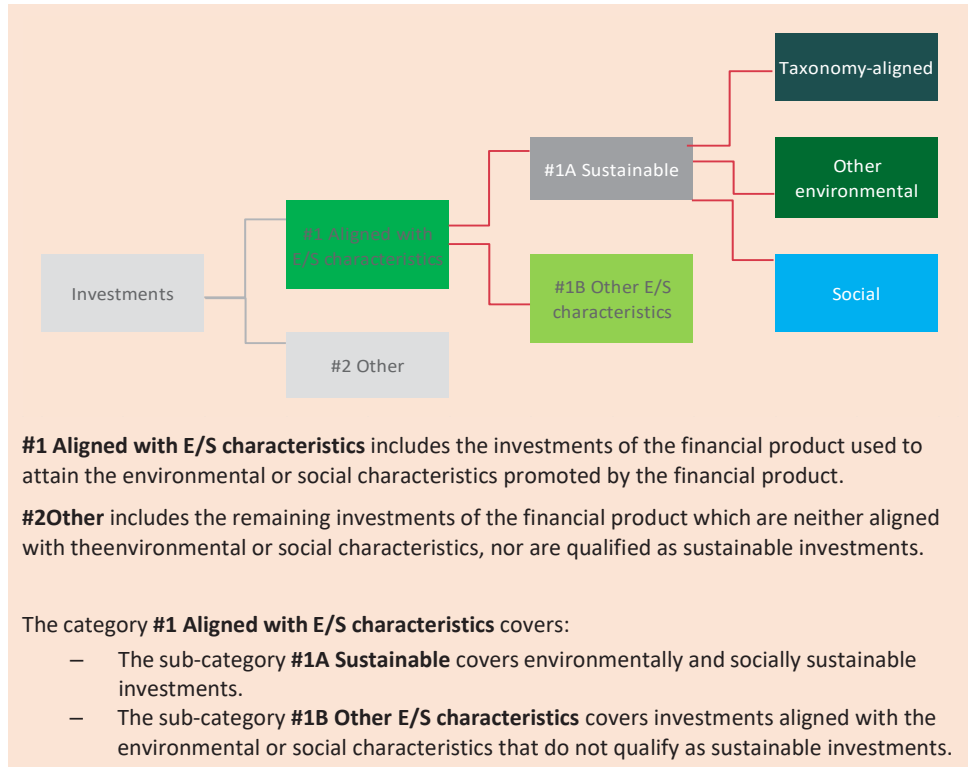 Taxonomy-aligned
#1A Sustainable
Other
environmental
#1 Aligned with
E/S characteristics
Investments
#1B Other E/S
characteristics
Social
#2 Other
#1 Aligned with E/S characteristics includes the investments of the financial product used to
attain the environmental or social characteristics promoted by the financial product.
#2Other includes the remaining investments of the financial product which are neither aligned
with theenvironmental or social characteristics, nor are qualified as sustainable investments.
The category #1 Aligned with E/S characteristics covers:
– The sub-category #1A Sustainable covers environmentally and socially sustainable
investments.
– The sub-category #1B Other E/S characteristics covers investments aligned with the
environmental or social characteristics that do not qualify as sustainable investments.